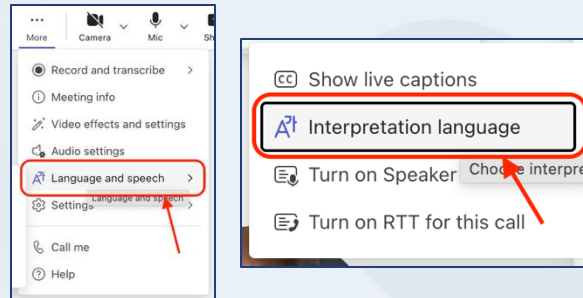 More
Camera
Mic
Record and transcribe
Meeting info
Video effects and settings
Audio settings
Language and speech
Language and speech
Settings
Call me
Help
CC Show live captions
Interpretation language
Turn on Speaker
Choose
Turn on RTT for this call